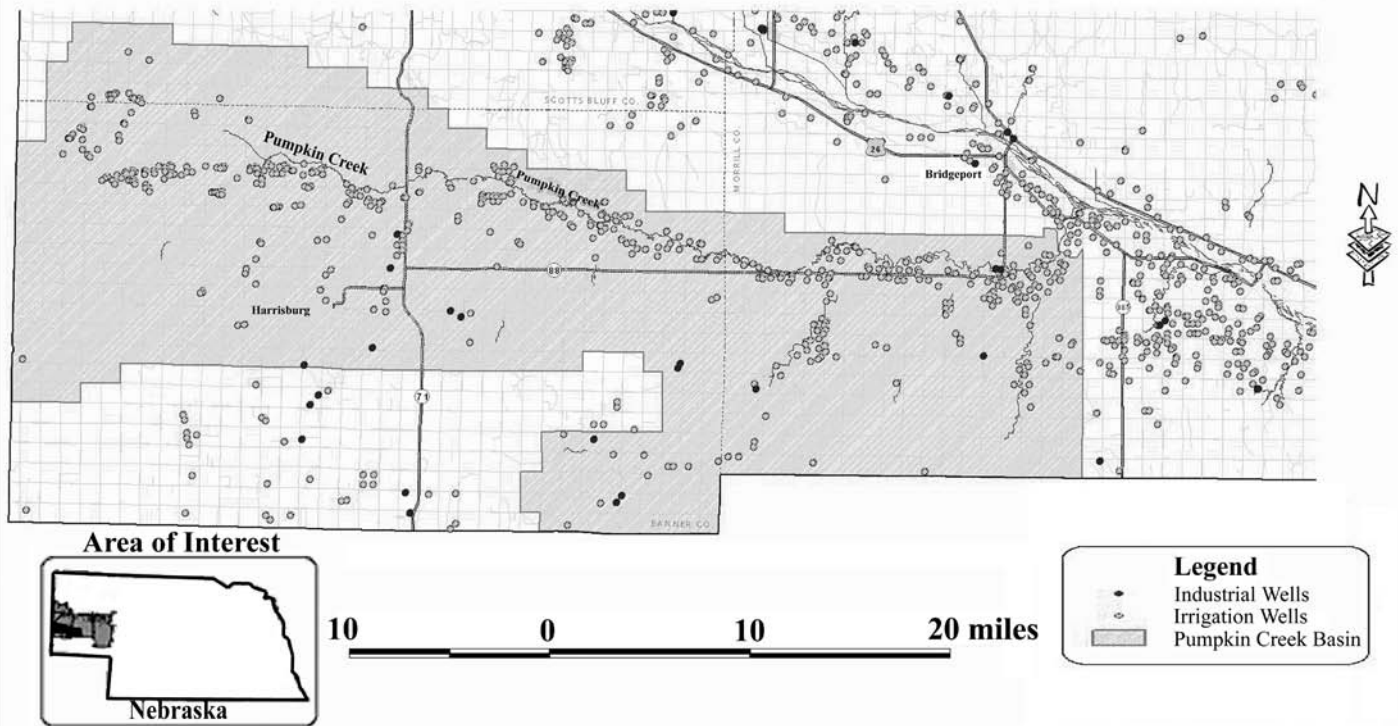 SCOTTS BLUFF CO.
MORRILL CO.
26
Pumpkin Creek
Bridgeport
Pumpkin Creek
N
88
Harrisburg
385
71
BANNER CO.
Area of Interest
Nebraska
10 0 10 20 miles
Legend
Industrial Wells
Irrigation Wells
Pumpkin Creek Basin